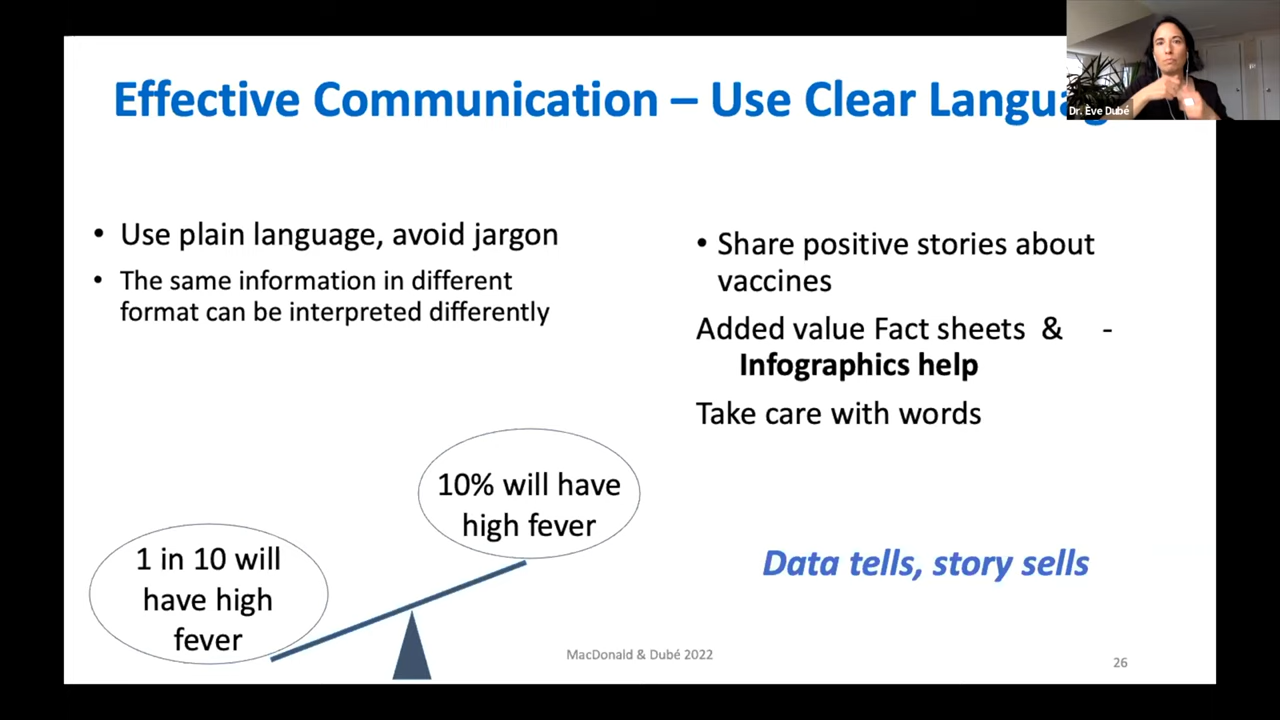 Effective Communication – Use Clear Langua
Dr. Ève Dubé
• Use plain language, avoid jargon
• The same information in different
format can be interpreted differently
• Share positive stories about
vaccines
Added value Fact sheets & -
Infographics help
Take care with words
10% will have
high fever
1 in 10 will
have high
fever
Data tells, story sells
MacDonald & Dubé 2022
26